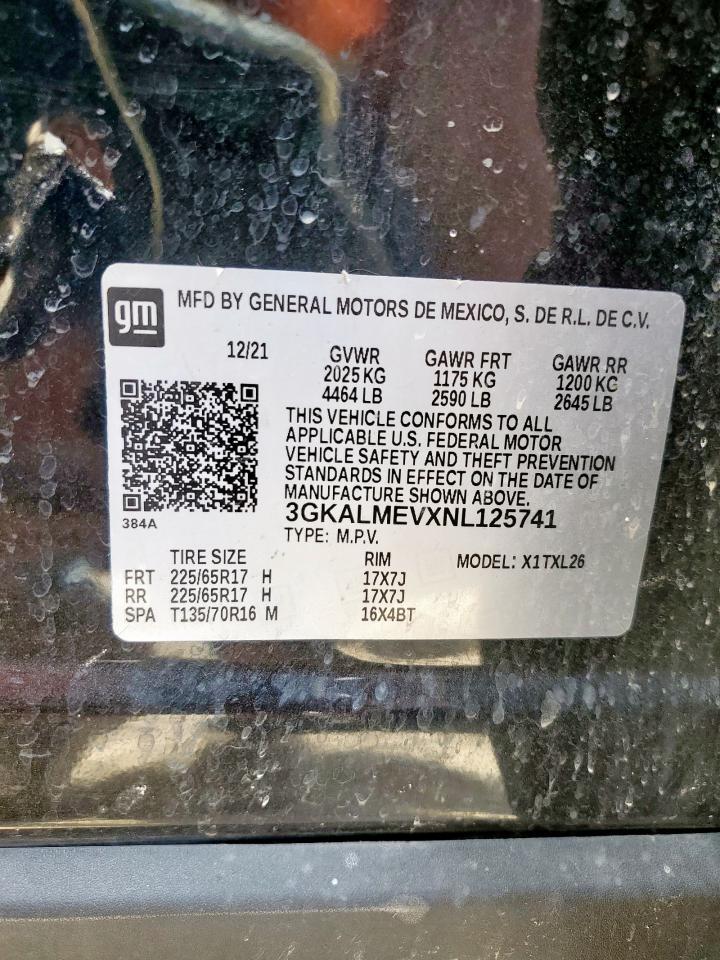 gm
MFD BY GENERAL MOTORS DE MEXICO, S. DE R.L. DE C.V.
12/21 GVWR GAWR FRT GAWR RR
2025 KG 1175 KG 1200 KG
4464 LB 2590 LB 2645 LB
THIS VEHICLE CONFORMS TO ALL
APPLICABLE U.S. FEDERAL MOTOR
VEHICLE SAFETY AND THEFT PREVENTION
STANDARDS IN EFFECT ON THE DATE OF
MANUFACTURE SHOWN ABOVE.
384A
3GKALMEVXNL125741
TYPE: M.P.V.
TIRE SIZE RIM MODEL: X1TXL26
FRT 225/65R17 H 17X7J
RR 225/65R17 H 17X7J
SPA T135/70R16 M 16X4BT